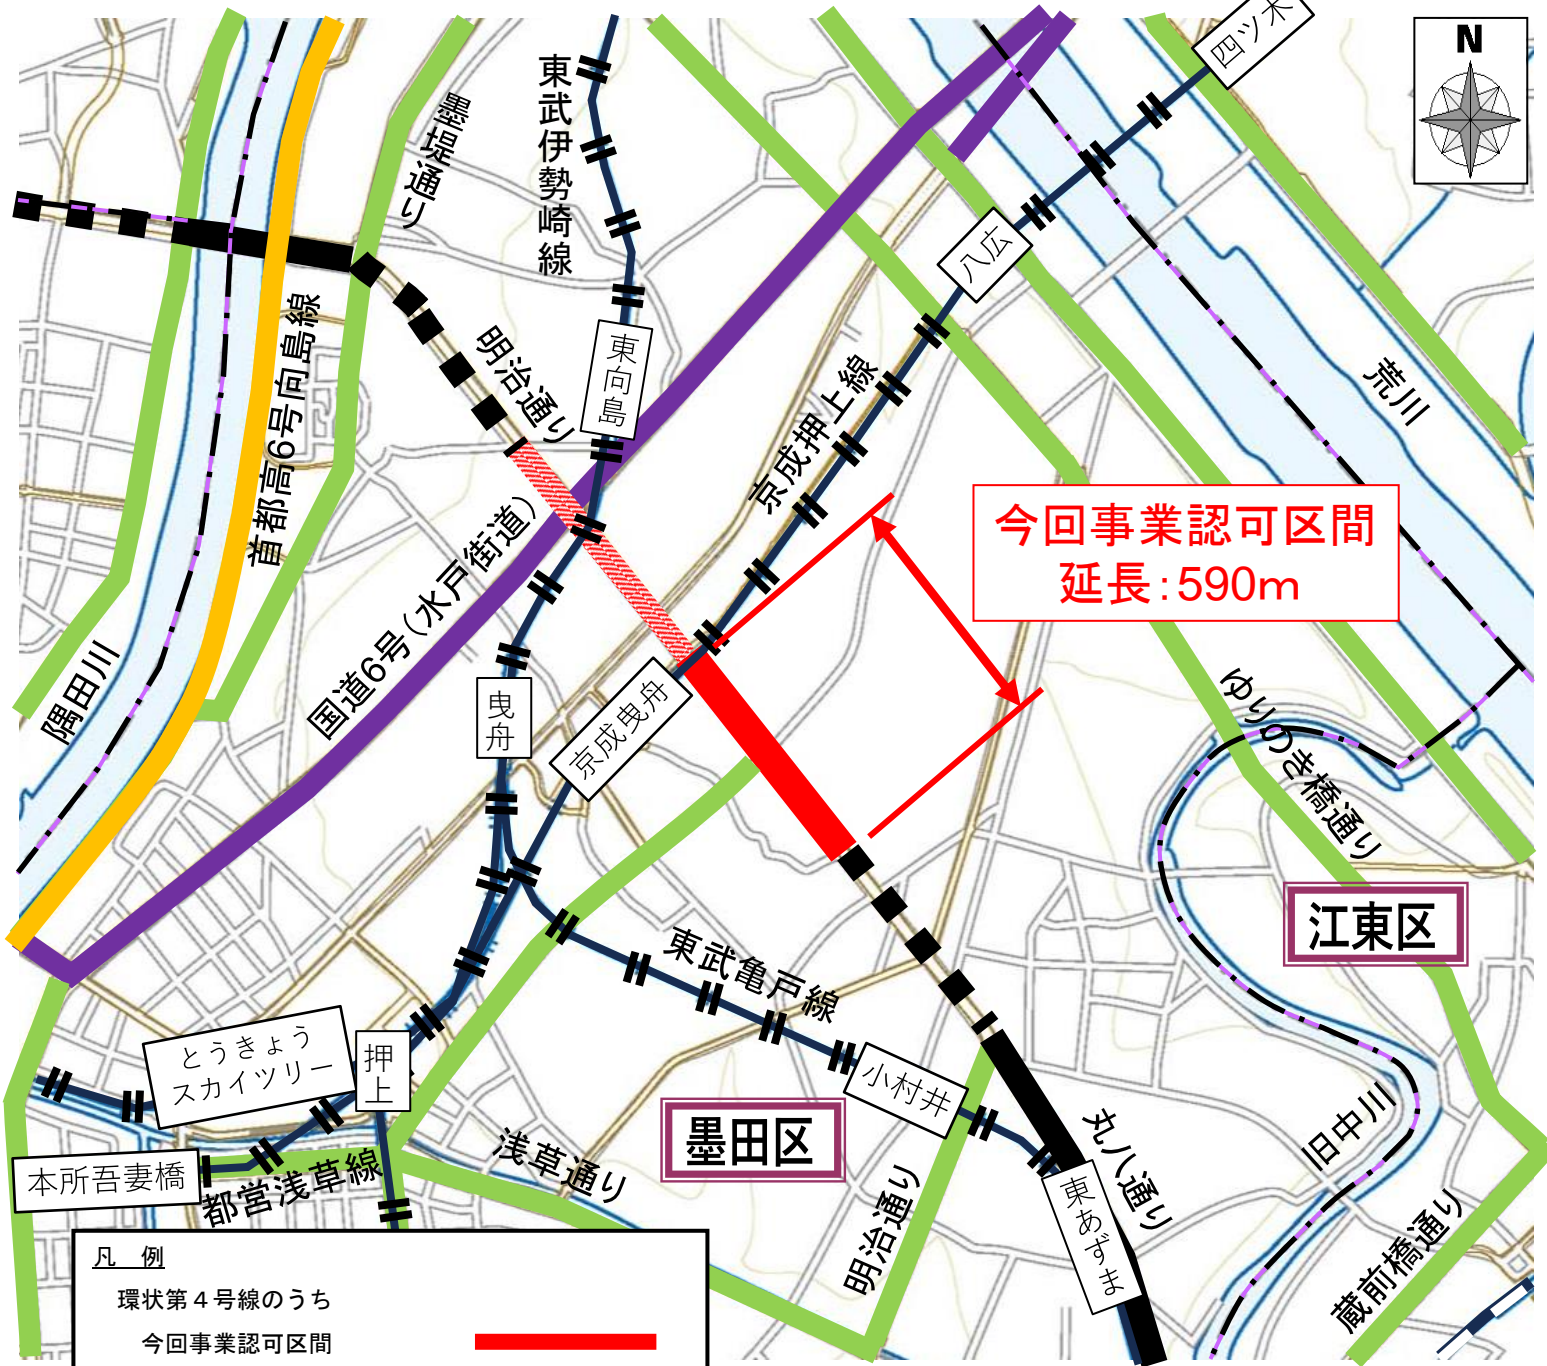 四ツ木
N
東武伊勢崎線
墨堤通り
八広
首都高6号向島線
明治通り
東向島
京成押上線
荒川
今回事業認可区間
延長：590m
国道6号（水戸街道）
隅田川
曳舟
京成曳舟
ゆりのき橋通り
江東区
東武亀戸線
とうきょう
スカイツリー
押上
小村井
墨田区
浅草通り
丸八通り
旧中川
本所吾妻橋
都営浅草線
明治通り
東あずま
蔵前橋通り
凡　例
環状第４号線のうち
今回事業認可区間